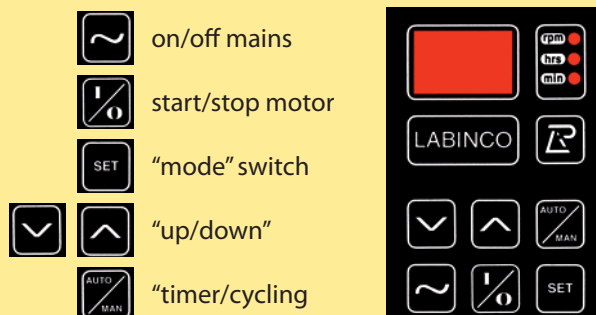 on/off mains
I/O start/stop motor
SET “mode” switch
“up/down”
AUTO/MAN “timer/cycling
rpm
hrs
min
LABINCO
AUTO/MAN
I/O SET